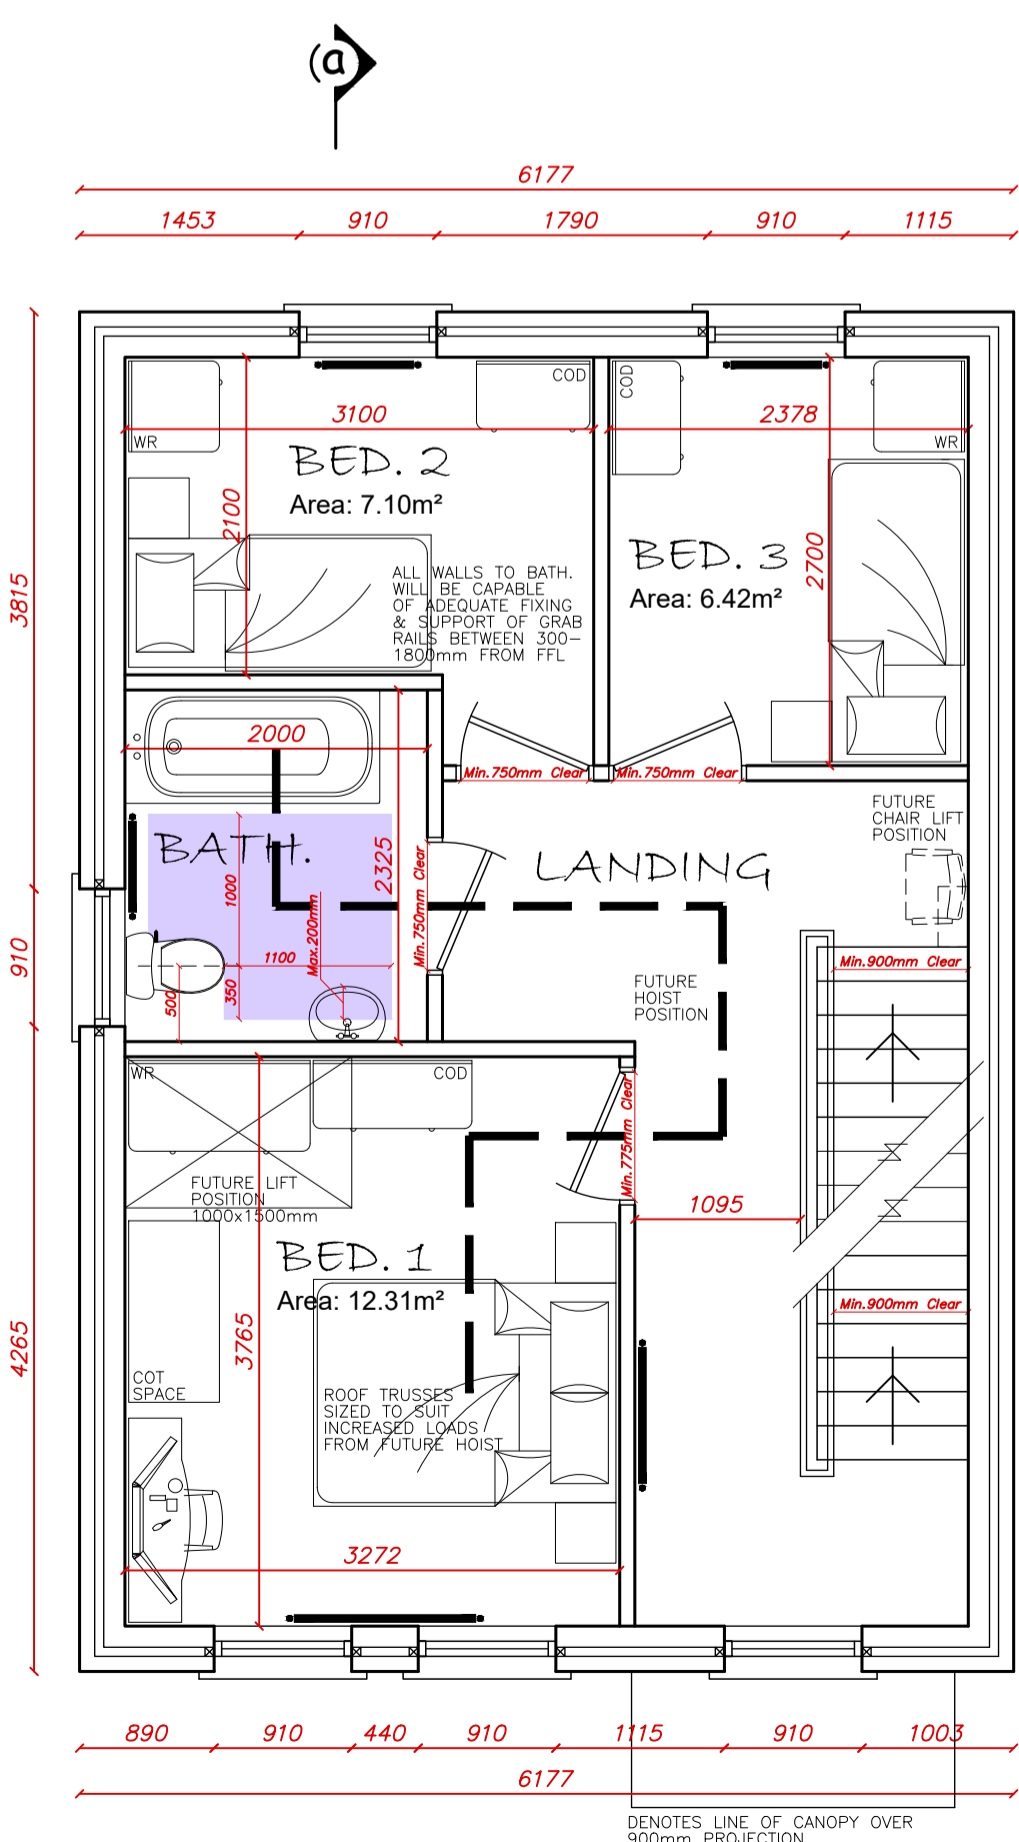 a
6177
1453 910 1790 910 1115
3815
910
4265
WR
COD
3100
BED. 2
Area: 7.10m²
2100
ALL WALLS TO BATH.
WILL BE CAPABLE
OF ADEQUATE FIXING
& SUPPORT OF GRAB
RAILS BETWEEN 300-
1800mm FROM FFL
COD
WR
2378
BED. 3
Area: 6.42m²
2700
Min.750mm Clear
Min.750mm Clear
2000
BATH.
2325
1000
1100
Max.200mm
350
500
Min.750mm Clear
LANDING
FUTURE
CHAIR LIFT
POSITION
FUTURE
HOIST
POSITION
Min.900mm Clear
WR
COD
FUTURE LIFT
POSITION
1000x1500mm
Min.775mm Clear
1095
BED. 1
Area: 12.31m²
3765
Min.900mm Clear
COT
SPACE
ROOF TRUSSES
SIZED TO SUIT
INCREASED LOADS
FROM FUTURE HOIST
3272
890 910 440 910 1115 910 1003
6177
DENOTES LINE OF CANOPY OVER
900mm PROJECTION